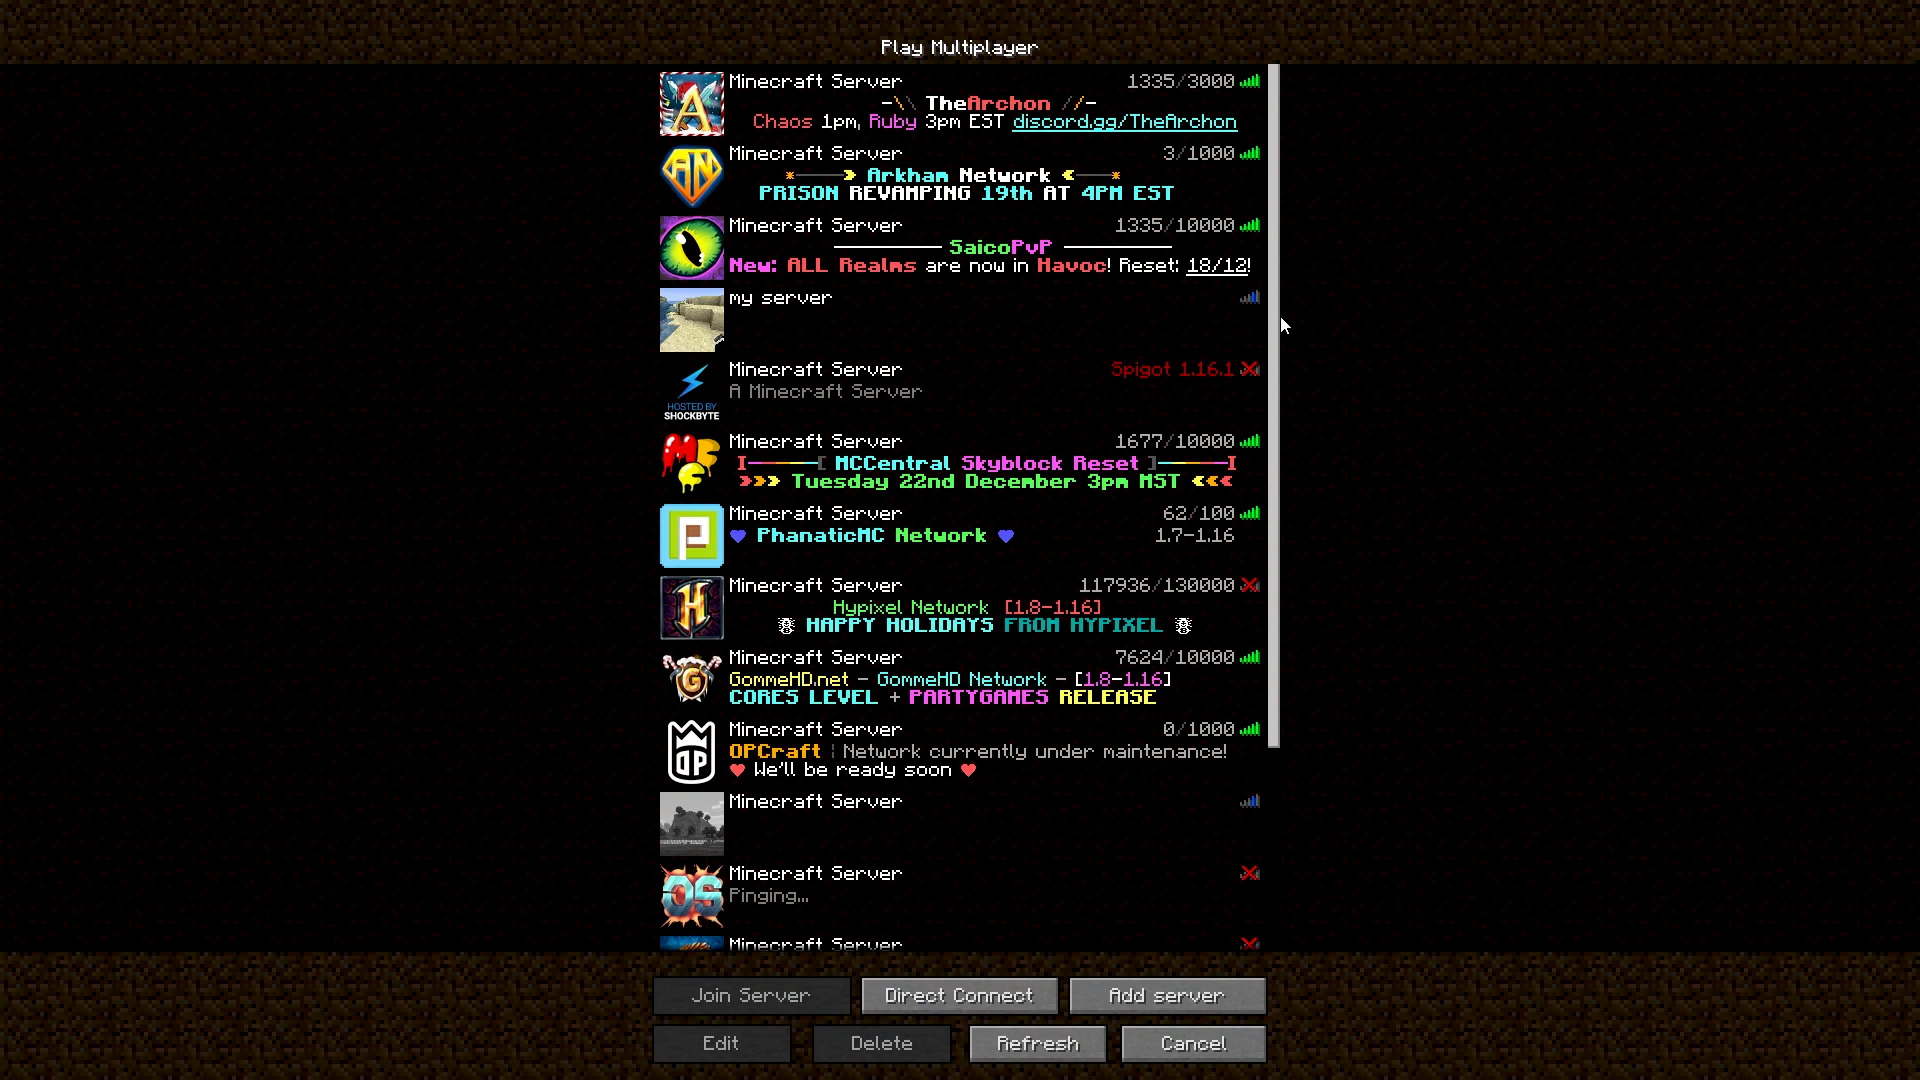 Play Multiplayer
Minecraft Server 1335/3000
-\\ TheArchon //-
Chaos 1pm, Ruby 3pm EST discord.gg/TheArchon
Minecraft Server 3/1000
Arkham Network
PRISON REVAMPING 19th AT 4PM EST
Minecraft Server 1335/10000
SaicoPvP
New: ALL Realms are now in Havoc! Reset: 18/12!
my server
Minecraft Server Spigot 1.16.1
A Minecraft Server
HOSTED BY
SHOCKBYTE
Minecraft Server 1677/10000
[ MCCentral Skyblock Reset ]
Tuesday 22nd December 3pm MST
Minecraft Server 62/100
PhanaticMC Network 1.7-1.16
Minecraft Server 117936/130000
Hypixel Network [1.8-1.16]
HAPPY HOLIDAYS FROM HYPIXEL
Minecraft Server 7624/10000
GommeHD.net - GommeHD Network - [1.8-1.16]
CORES LEVEL + PARTYGAMES RELEASE
Minecraft Server 0/1000
OPCraft ¦ Network currently under maintenance!
❤ We'll be ready soon ❤
Minecraft Server
Minecraft Server
Pinging...
Minecraft Server
Join Server Direct Connect Add server
Edit Delete Refresh Cancel